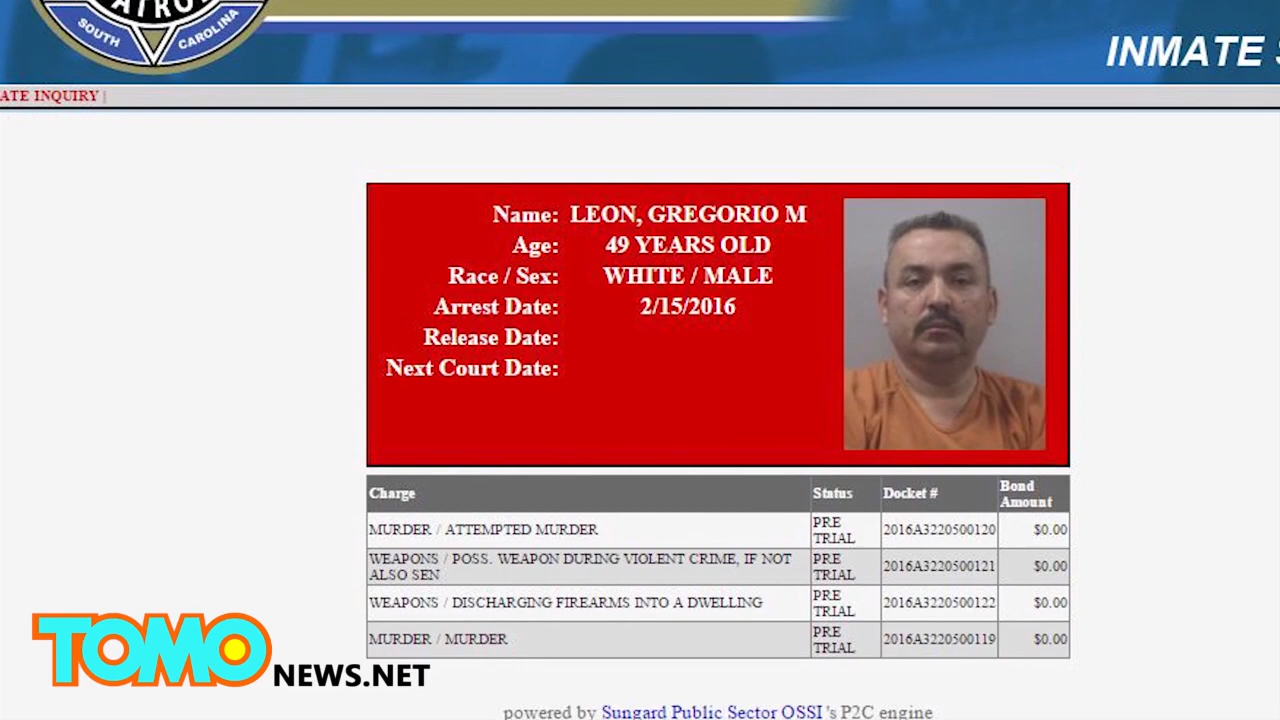 SOUTH CAROLINA
INMATE
ATE INQUIRY |
Name: LEON, GREGORIO M
Age: 49 YEARS OLD
Race / Sex: WHITE / MALE
Arrest Date: 2/15/2016
Release Date:
Next Court Date:
Charge Status Docket # Bond Amount
MURDER / ATTEMPTED MURDER PRE TRIAL 2016A3220500120 $0.00
WEAPONS / POSS. WEAPON DURING VIOLENT CRIME, IF NOT ALSO SEN PRE TRIAL 2016A3220500121 $0.00
WEAPONS / DISCHARGING FIREARMS INTO A DWELLING PRE TRIAL 2016A3220500122 $0.00
MURDER / MURDER PRE TRIAL 2016A3220500119 $0.00
TOMO NEWS.NET
powered by Sungard Public Sector OSSI's P2C engine